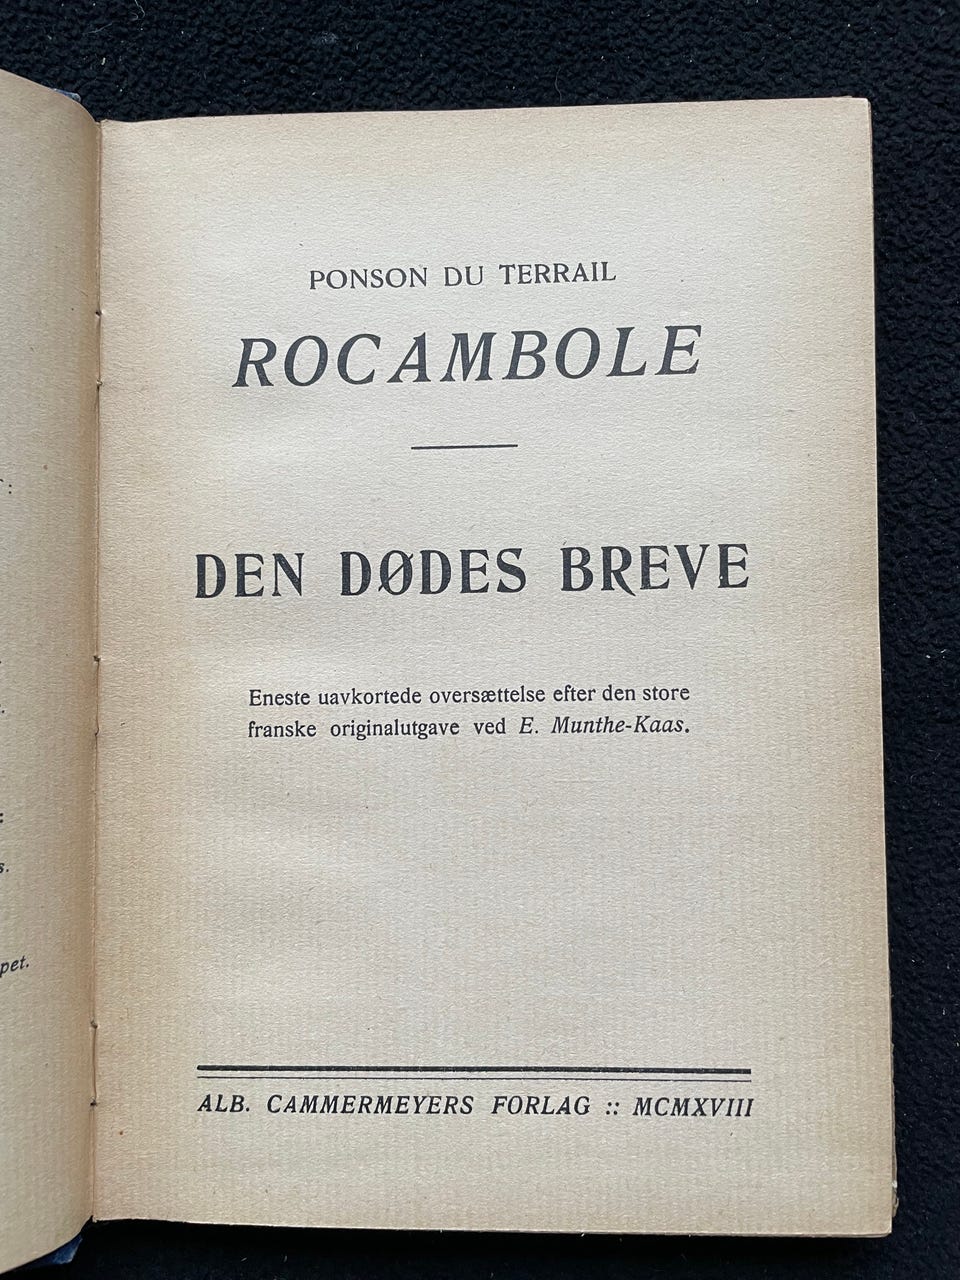 PONSON DU TERRAIL
ROCAMBOLE
DEN DØDES BREVE
Eneste uavkortede oversættelse efter den store
franske originalutgave ved E. Munthe-Kaas.
ALB. CAMMERMEYERS FORLAG :: MCMXVIII